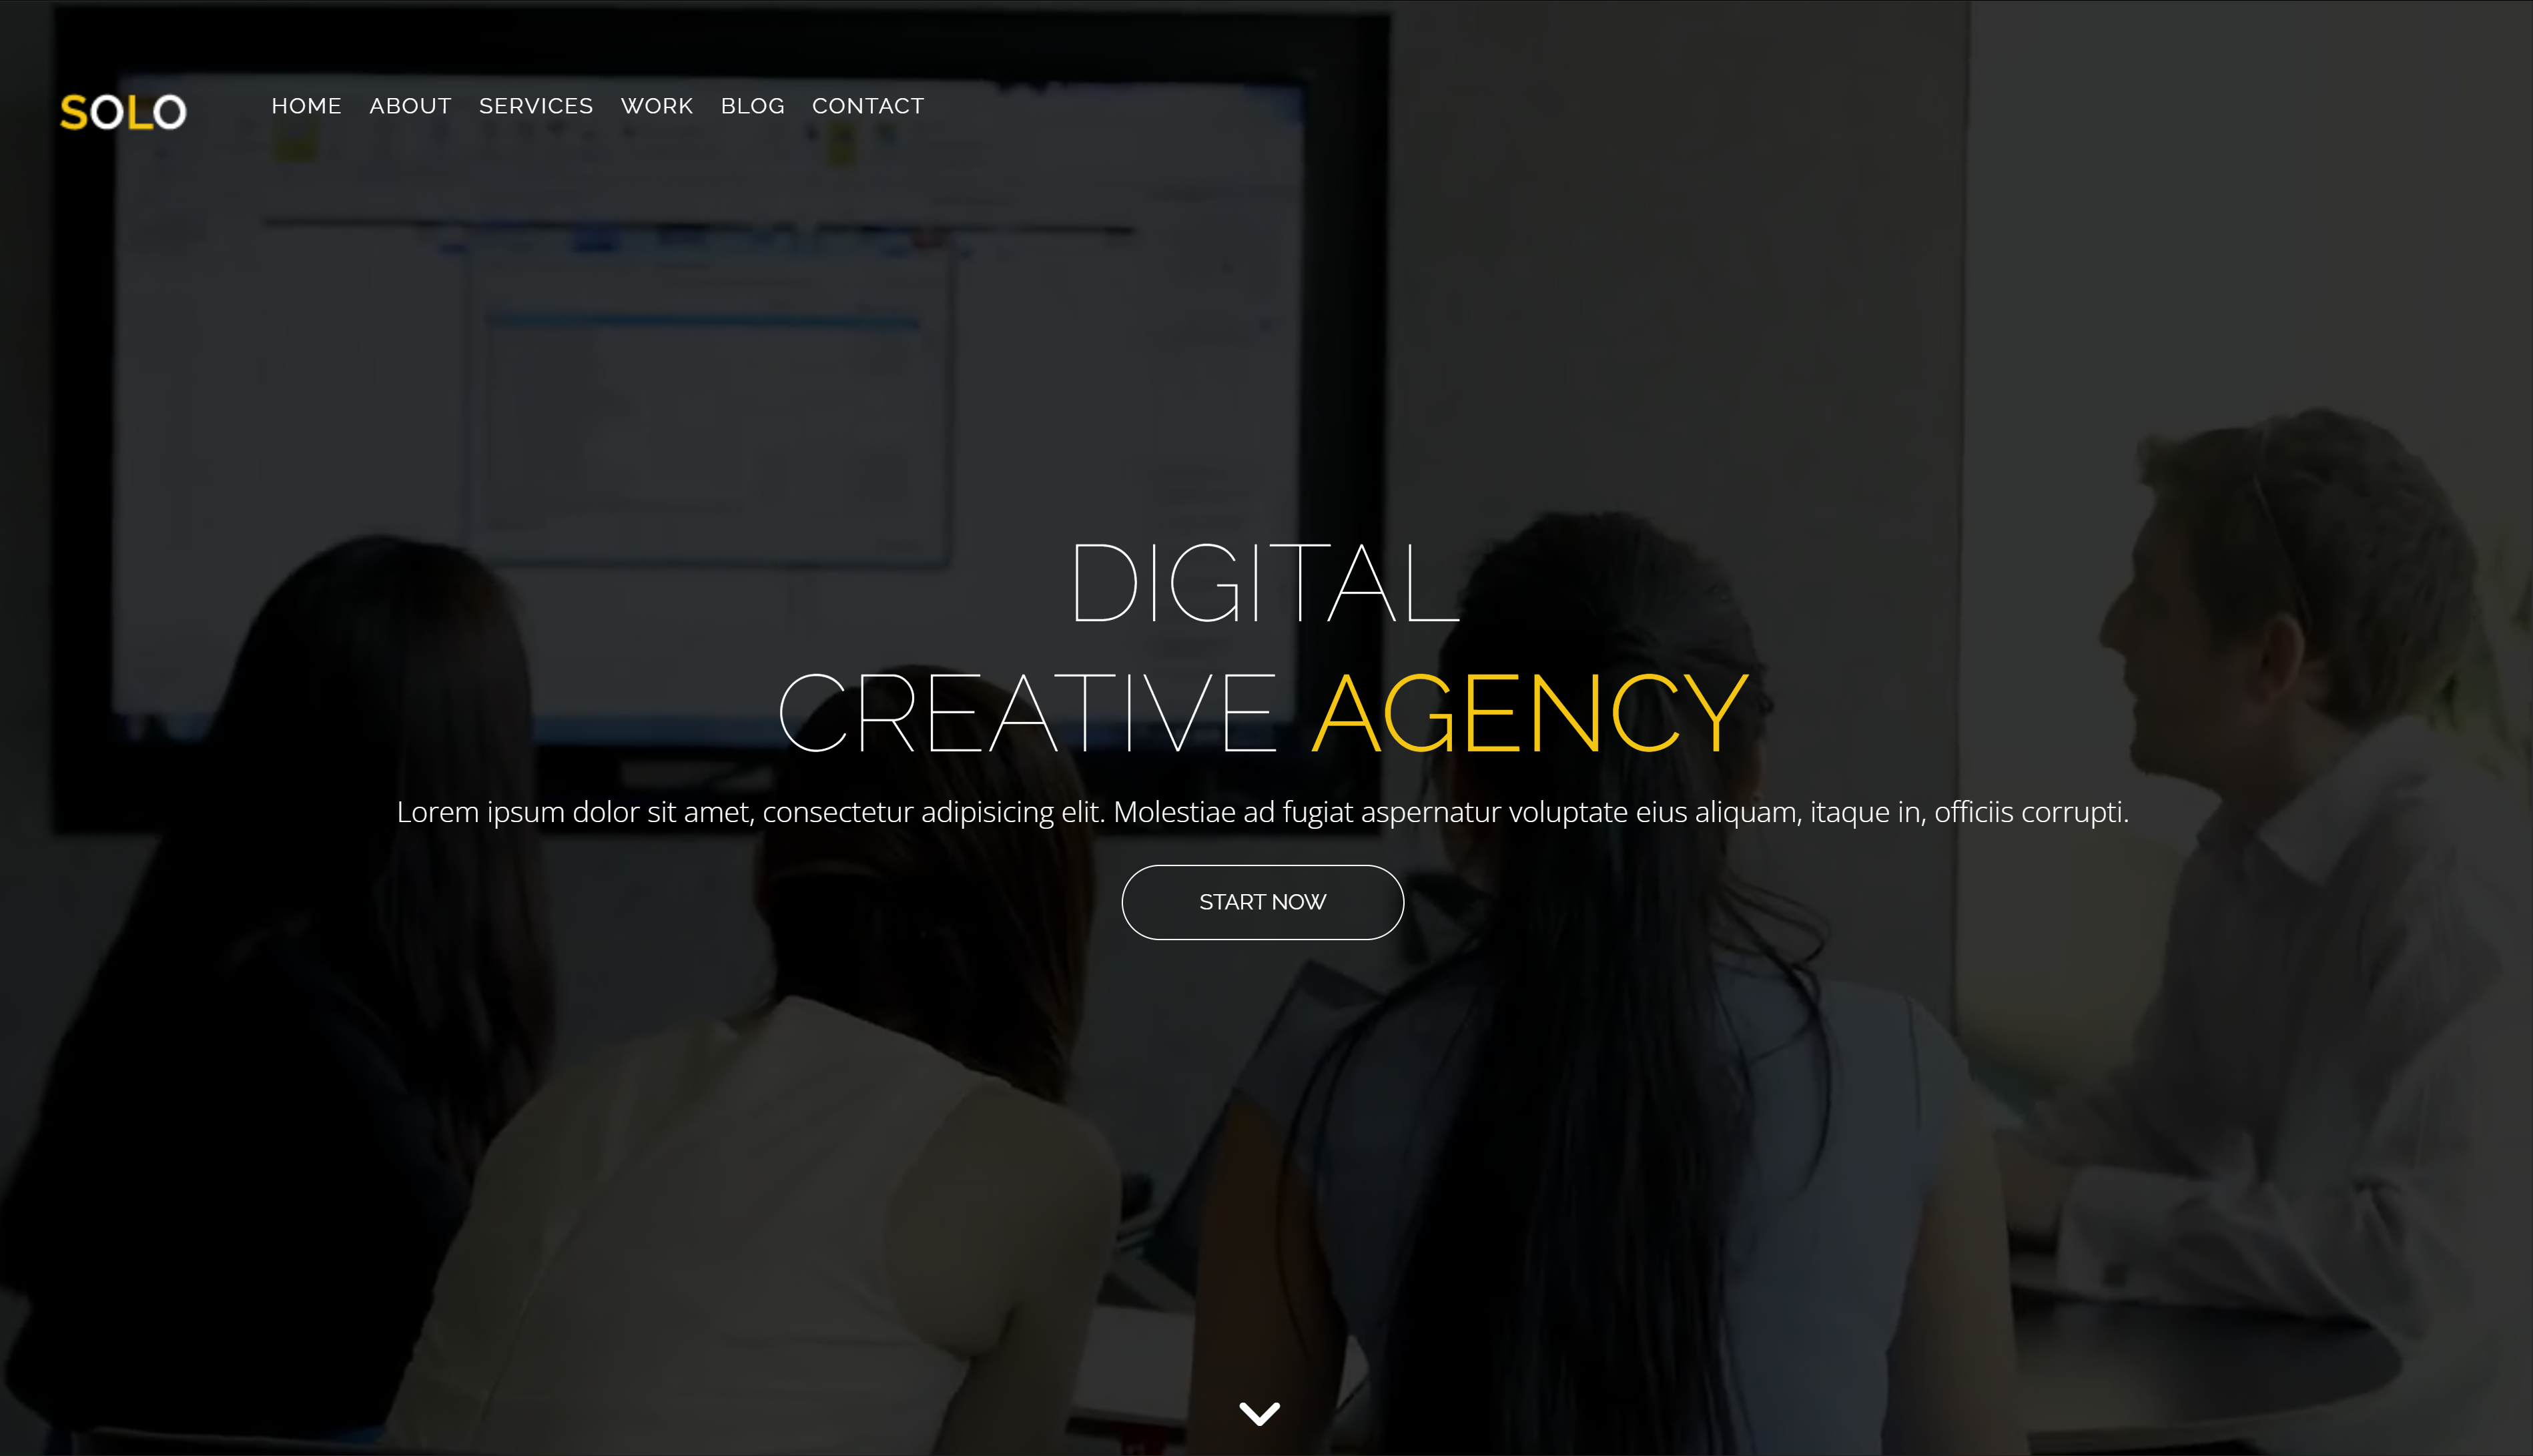 SOLO
HOME ABOUT SERVICES WORK BLOG CONTACT
DIGITAL
CREATIVE AGENCY
Lorem ipsum dolor sit amet, consectetur adipisicing elit. Molestiae ad fugiat aspernatur voluptate eius aliquam, itaque in, officiis corrupti.
START NOW